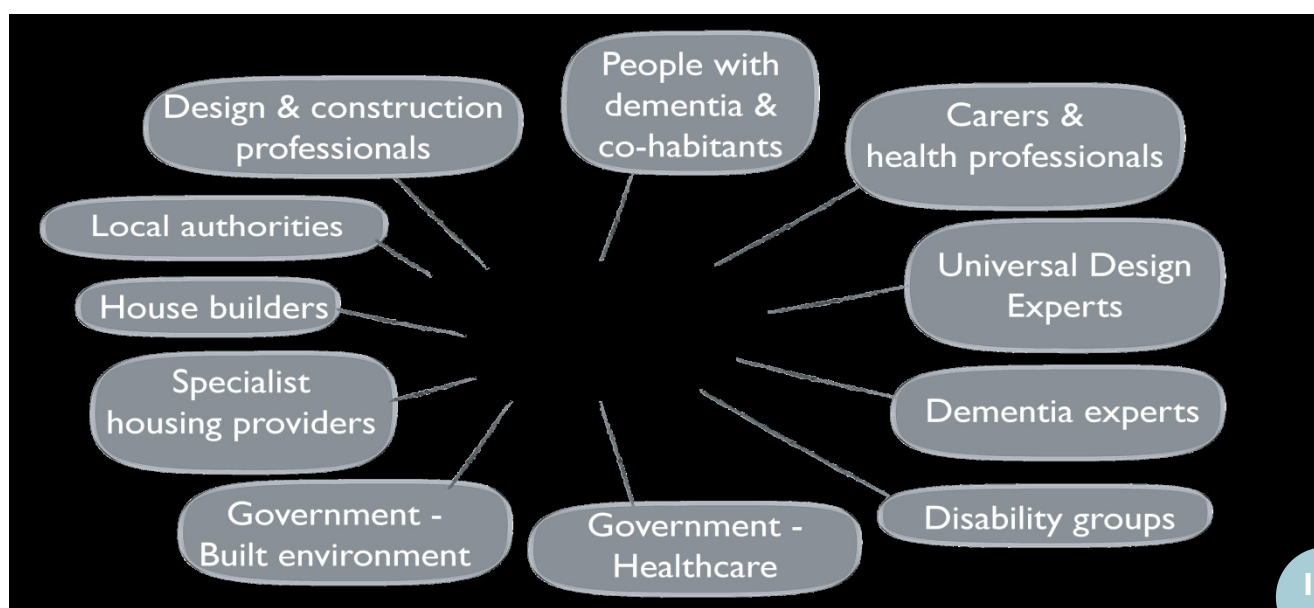 People with
dementia &
co-habitants
Design & construction
professionals
Carers &
health professionals
Local authorities
Universal Design
Experts
House builders
Specialist
housing providers
Dementia experts
Government -
Built environment
Government -
Healthcare
Disability groups